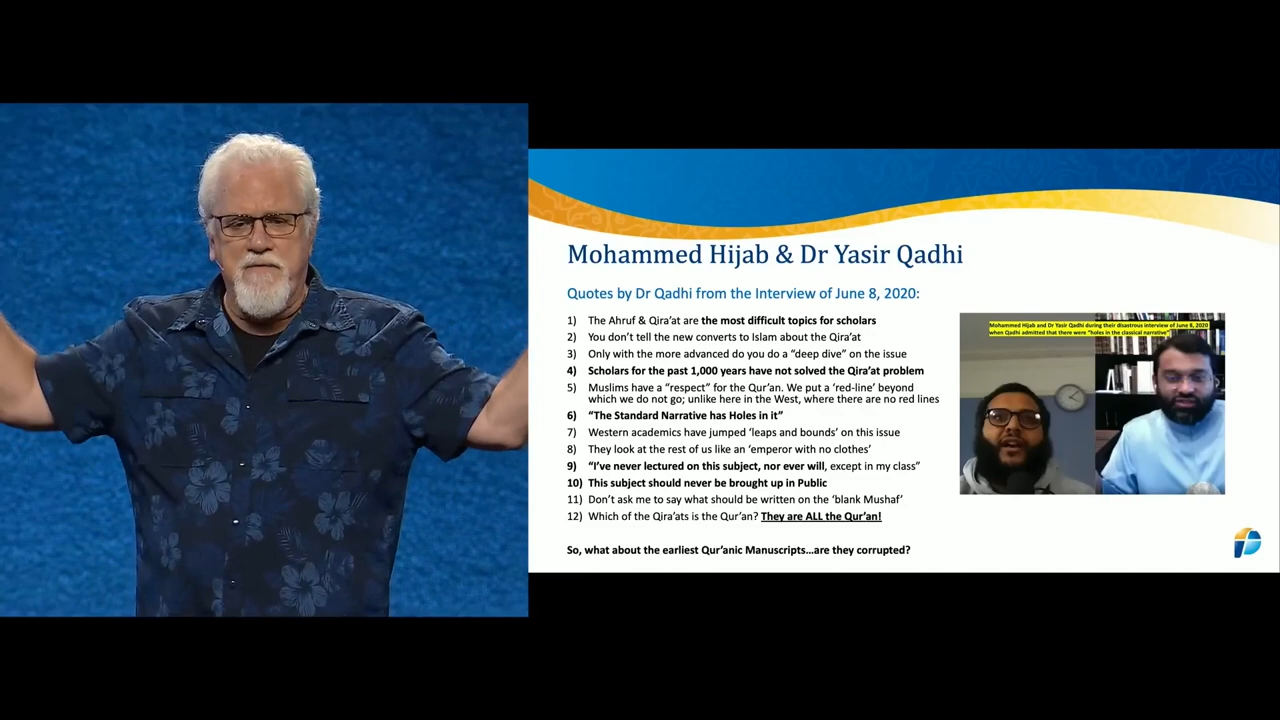 Mohammed Hijab & Dr Yasir Qadhi
Quotes by Dr Qadhi from the Interview of June 8, 2020:
1) The Ahruf & Qira’at are the most difficult topics for scholars
2) You don’t tell the new converts to Islam about the Qira’at
3) Only with the more advanced do you do a “deep dive” on the issue
4) Scholars for the past 1,000 years have not solved the Qira’at problem
5) Muslims have a “respect” for the Qur’an. We put a ‘red-line’ beyond
which we do not go; unlike here in the West, where there are no red lines
6) “The Standard Narrative has Holes in it”
7) Western academics have jumped ‘leaps and bounds’ on this issue
8) They look at the rest of us like an ‘emperor with no clothes’
9) “I’ve never lectured on this subject, nor ever will, except in my class”
10) This subject should never be brought up in Public
11) Don’t ask me to say what should be written on the ‘blank Mushaf’
12) Which of the Qira’ats is the Qur’an? They are ALL the Qur’an!
So, what about the earliest Qur’anic Manuscripts...are they corrupted?
Mohammed Hijab and Dr Yasir Qadhi during their disastrous interview of June 8, 2020
when Qadhi admitted that there were “holes in the classical narrative”